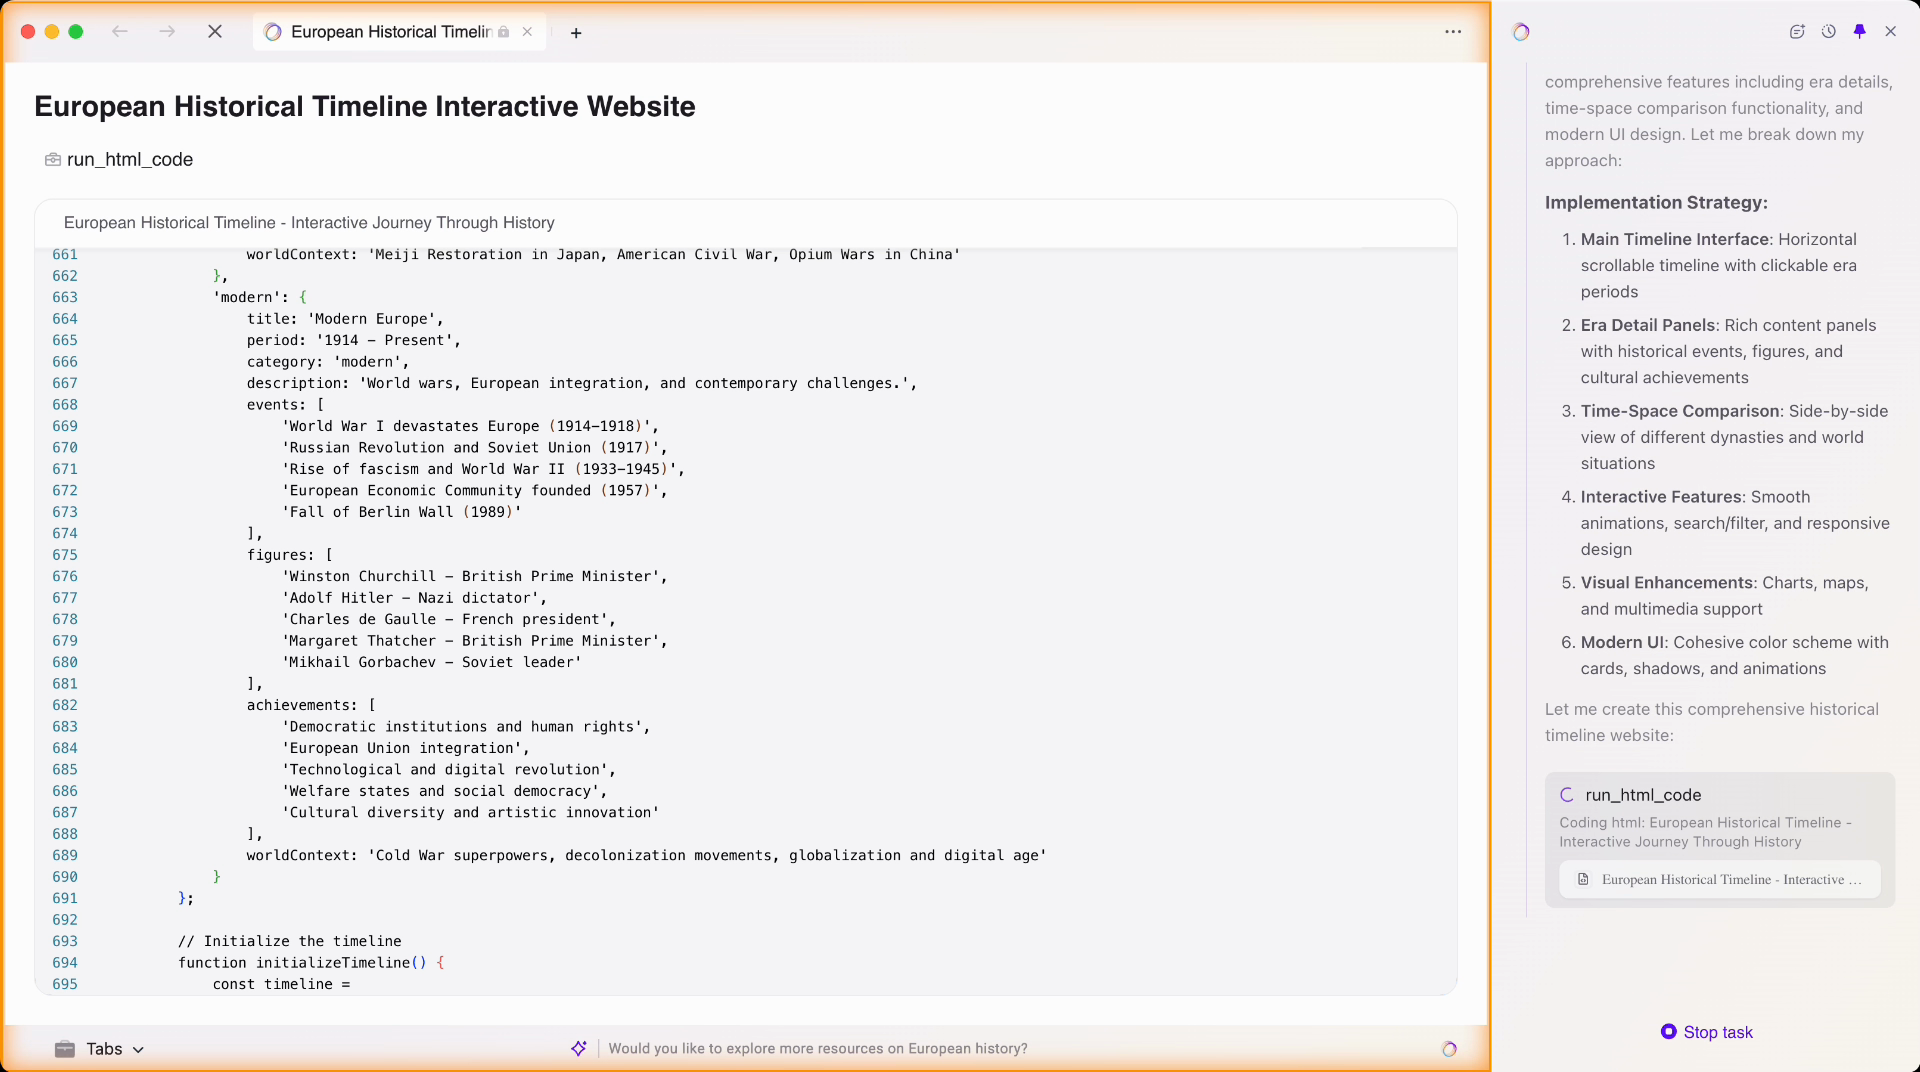 European Historical Timelin
European Historical Timeline Interactive Website
run_html_code
European Historical Timeline - Interactive Journey Through History
661 worldContext: 'Meiji Restoration in Japan, American Civil War, Opium Wars in China'
662 },
663 'modern': {
664 title: 'Modern Europe',
665 period: '1914 – Present',
666 category: 'modern',
667 description: 'World wars, European integration, and contemporary challenges.',
668 events: [
669 'World War I devastates Europe (1914–1918)',
670 'Russian Revolution and Soviet Union (1917)',
671 'Rise of fascism and World War II (1933–1945)',
672 'European Economic Community founded (1957)',
673 'Fall of Berlin Wall (1989)'
674 ],
675 figures: [
676 'Winston Churchill – British Prime Minister',
677 'Adolf Hitler – Nazi dictator',
678 'Charles de Gaulle – French president',
679 'Margaret Thatcher – British Prime Minister',
680 'Mikhail Gorbachev – Soviet leader'
681 ],
682 achievements: [
683 'Democratic institutions and human rights',
684 'European Union integration',
685 'Technological and digital revolution',
686 'Welfare states and social democracy',
687 'Cultural diversity and artistic innovation'
688 ],
689 worldContext: 'Cold War superpowers, decolonization movements, globalization and digital age'
690 }
691 };
692
693 // Initialize the timeline
694 function initializeTimeline() {
695 const timeline =
Tabs
Would you like to explore more resources on European history?
comprehensive features including era details,
time-space comparison functionality, and
modern UI design. Let me break down my
approach:
Implementation Strategy:
1. Main Timeline Interface: Horizontal
scrollable timeline with clickable era
periods
2. Era Detail Panels: Rich content panels
with historical events, figures, and
cultural achievements
3. Time-Space Comparison: Side-by-side
view of different dynasties and world
situations
4. Interactive Features: Smooth
animations, search/filter, and responsive
design
5. Visual Enhancements: Charts, maps,
and multimedia support
6. Modern UI: Cohesive color scheme with
cards, shadows, and animations
Let me create this comprehensive historical
timeline website:
run_html_code
Coding html: European Historical Timeline -
Interactive Journey Through History
European Historical Timeline - Interactive …
Stop task